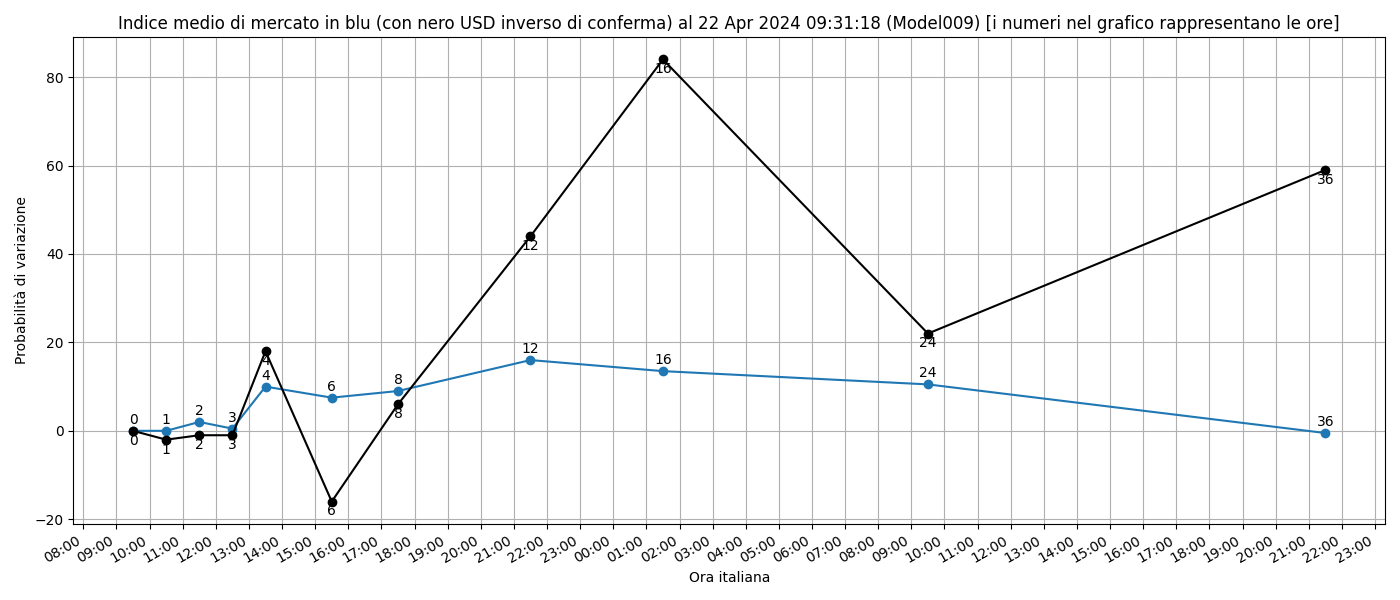 Indice medio di mercato in blu (con nero USD inverso di conferma) al 22 Apr 2024 09:31:18 (Model009) [i numeri nel grafico rappresentano le ore]
Probabilità di variazione
80
60
40
20
0
−20
0 1 2 3 4 6 8 12 16 24 36
0 1 2 3 4 6 8 12 16 24 36
08:00 09:00 10:00 11:00 12:00 13:00 14:00 15:00 16:00 17:00 18:00 19:00 20:00 21:00 22:00 23:00 00:00 01:00 02:00 03:00 04:00 05:00 06:00 07:00 08:00 09:00 10:00 11:00 12:00 13:00 14:00 15:00 16:00 17:00 18:00 19:00 20:00 21:00 22:00 23:00
Ora italiana